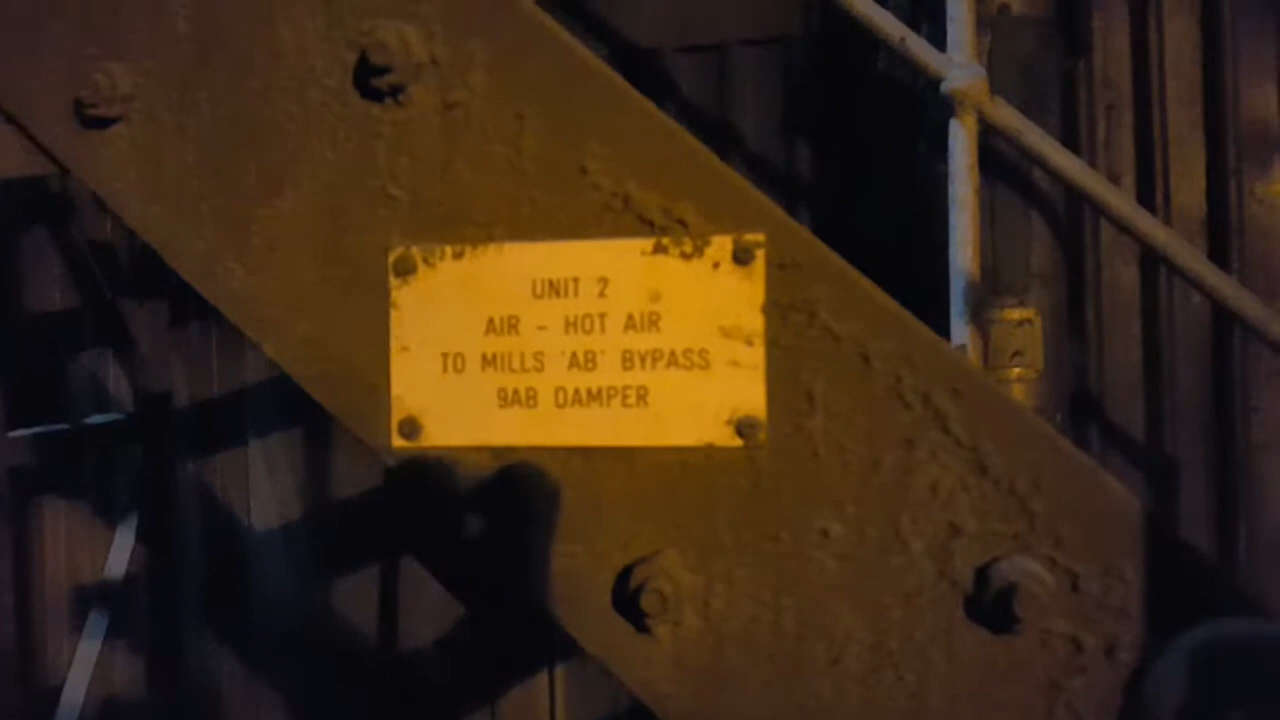 UNIT 2
AIR - HOT AIR
TO MILLS 'AB' BYPASS
9AB DAMPER